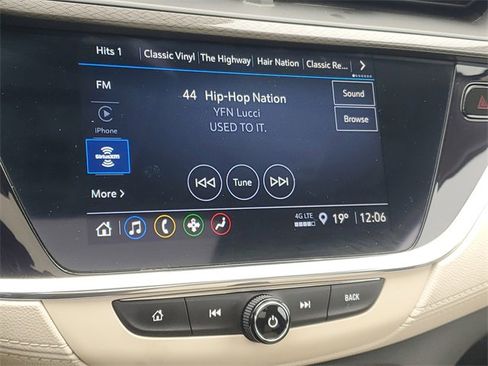 Hits 1 Classic Vinyl The Highway Hair Nation Classic Re...
FM
44 Hip-Hop Nation
Sound
YFN Lucci
Browse
USED TO IT.
iPhone
SiriusXM
Tune
More
4G LTE
19° 12:06
BACK